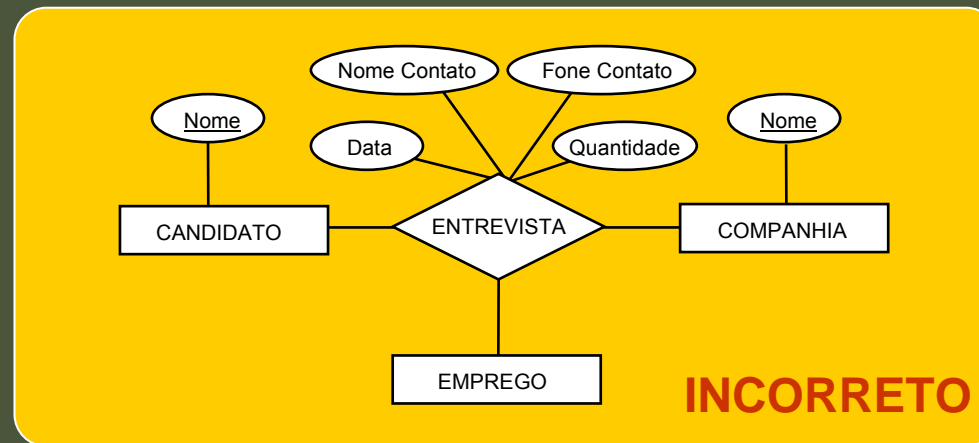 Nome Contato
Fone Contato
Nome
Nome
Data
Quantidade
CANDIDATO
ENTREVISTA
COMPANHIA
EMPREGO
INCORRETO